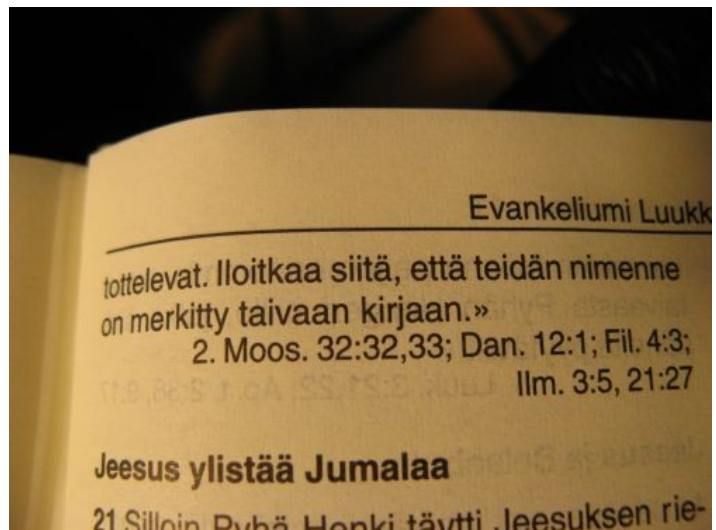 Evankeliumi Luukk
tottelevat. Iloitkaa siitä, että teidän nimenne
on merkitty taivaan kirjaan.»
2. Moos. 32:32,33; Dan. 12:1; Fil. 4:3;
Ilm. 3:5, 21:27
Jeesus ylistää Jumalaa
21 Silloin Pyhä Henki täytti Jeesuksen rie-